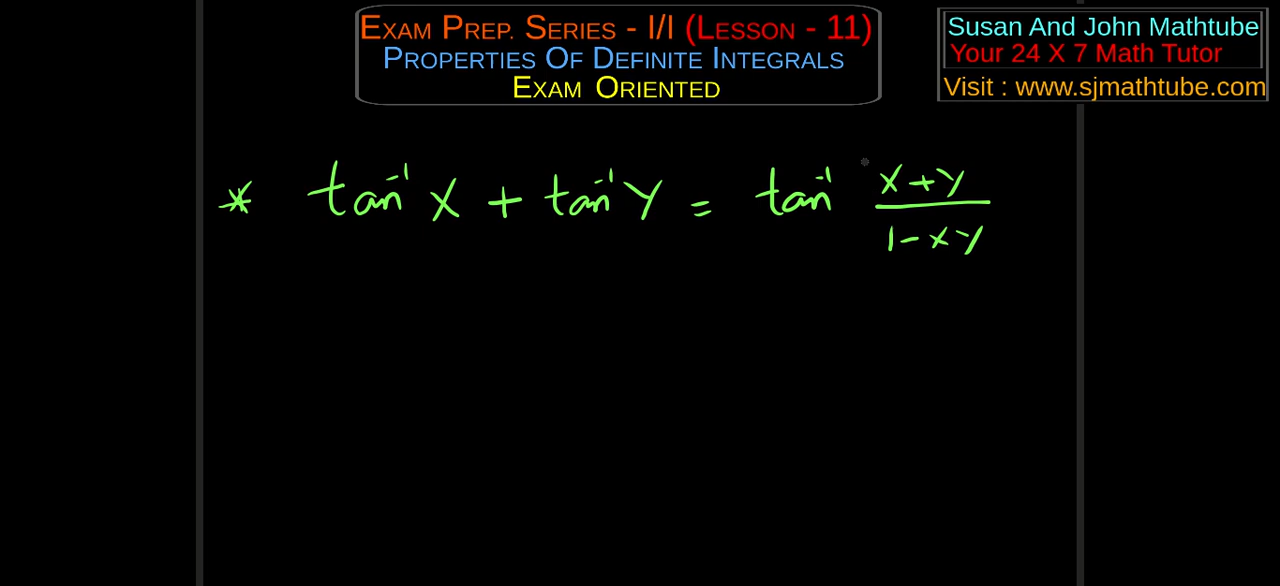 Exam Prep. Series - I/I (Lesson - 11)
Properties Of Definite Integrals
Exam Oriented
Susan And John Mathtube
Your 24 X 7 Math Tutor
Visit : www.sjmathtube.com
* tan⁻¹ x + tan⁻¹ y = tan⁻¹ (x + y)/(1 - xy)